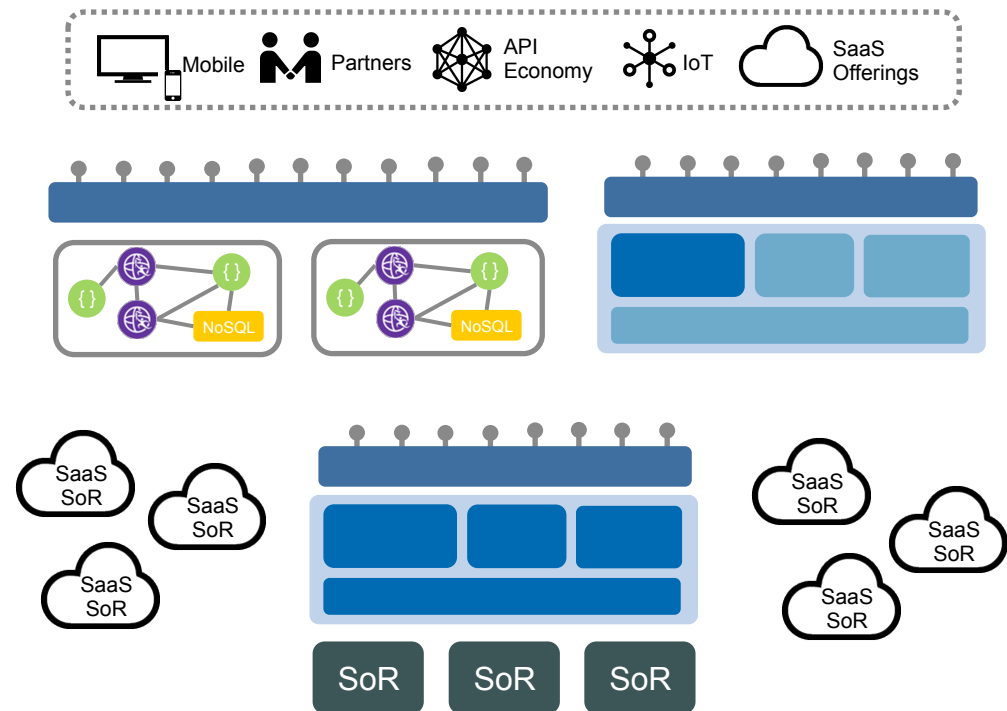 Mobile
Partners
API
Economy
IoT
SaaS
Offerings
{ }
{ }
NoSQL
{ }
{ }
NoSQL
SaaS
SoR
SaaS
SoR
SaaS
SoR
SaaS
SoR
SaaS
SoR
SaaS
SoR
SoR
SoR
SoR